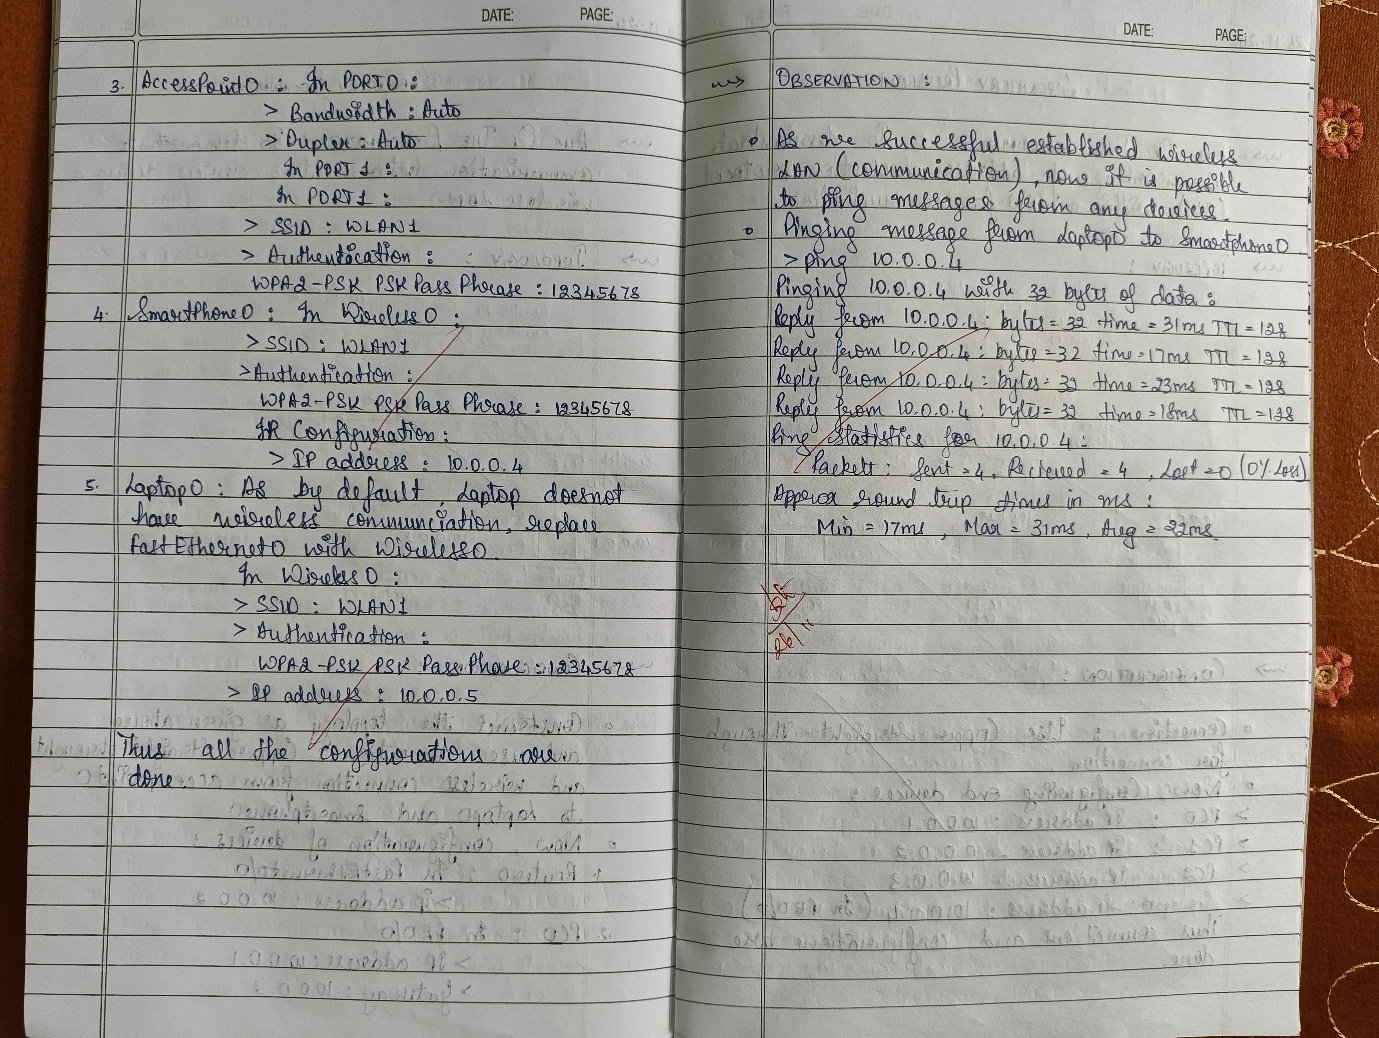 DATE: PAGE:
3. AccessPoint0 : In PORT0 :
> Bandwidth : Auto
> Duplex : Auto
In PORT 1 :
In PORT1 :
> SSID : WLAN1
> Authentication :
WPA2-PSK PSK Pass Phrase : 12345678
4. SmartPhone0 : In Wireless0 :
> SSID : WLAN1
> Authentication :
WPA2-PSK PSK Pass Phrase : 12345678
IP Configuration :
> IP address : 10.0.0.4
5. Laptop0 : As by default, Laptop doesnot
have wireless communciation, replace
fastEthernet0 with Wireless0.
In Wireless0 :
> SSID : WLAN1
> Authentication :
WPA2-PSK PSK Pass Phase : 12345678
> IP address : 10.0.0.5
Thus all the configurations are
done
DATE: PAGE:
OBSERVATION :
As we successful established wireless
LAN (communication), now it is possible
to ping messages from any devices.
Pinging message from Laptop0 to Smartphone0
> ping 10.0.0.4
Pinging 10.0.0.4 with 32 bytes of data :
Reply from 10.0.0.4 : bytes = 32 time = 31ms TTL = 128
Reply from 10.0.0.4 : bytes = 32 time = 17ms TTL = 128
Reply from 10.0.0.4 : bytes = 32 time = 23ms TTL = 128
Reply from 10.0.0.4 : bytes = 32 time = 18ms TTL = 128
Ping Statistics for 10.0.0.4 :
Packets : Sent = 4, Recieved = 4, Lost = 0 (0% Loss)
Approx round trip times in ms :
Min = 17ms, Max = 31ms, Avg = 22ms.